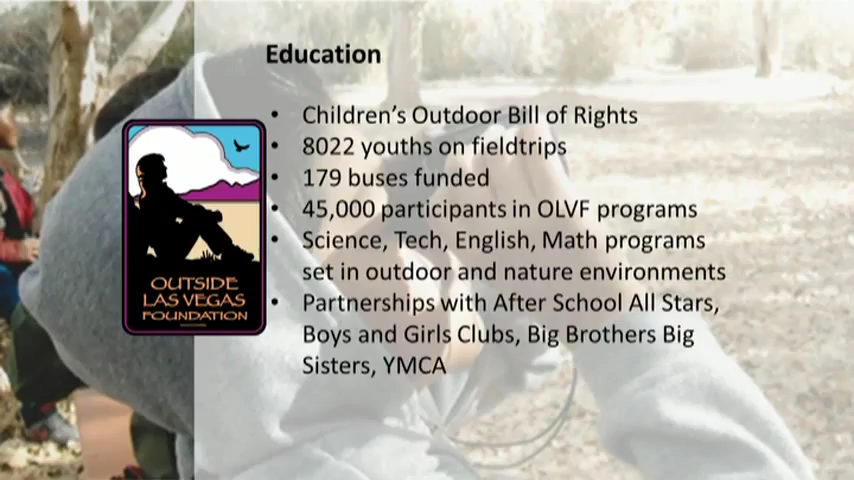 Education
• Children's Outdoor Bill of Rights
• 8022 youths on fieldtrips
• 179 buses funded
• 45,000 participants in OLVF programs
• Science, Tech, English, Math programs
set in outdoor and nature environments
• Partnerships with After School All Stars,
Boys and Girls Clubs, Big Brothers Big
Sisters, YMCA
OUTSIDE
LAS VEGAS
FOUNDATION